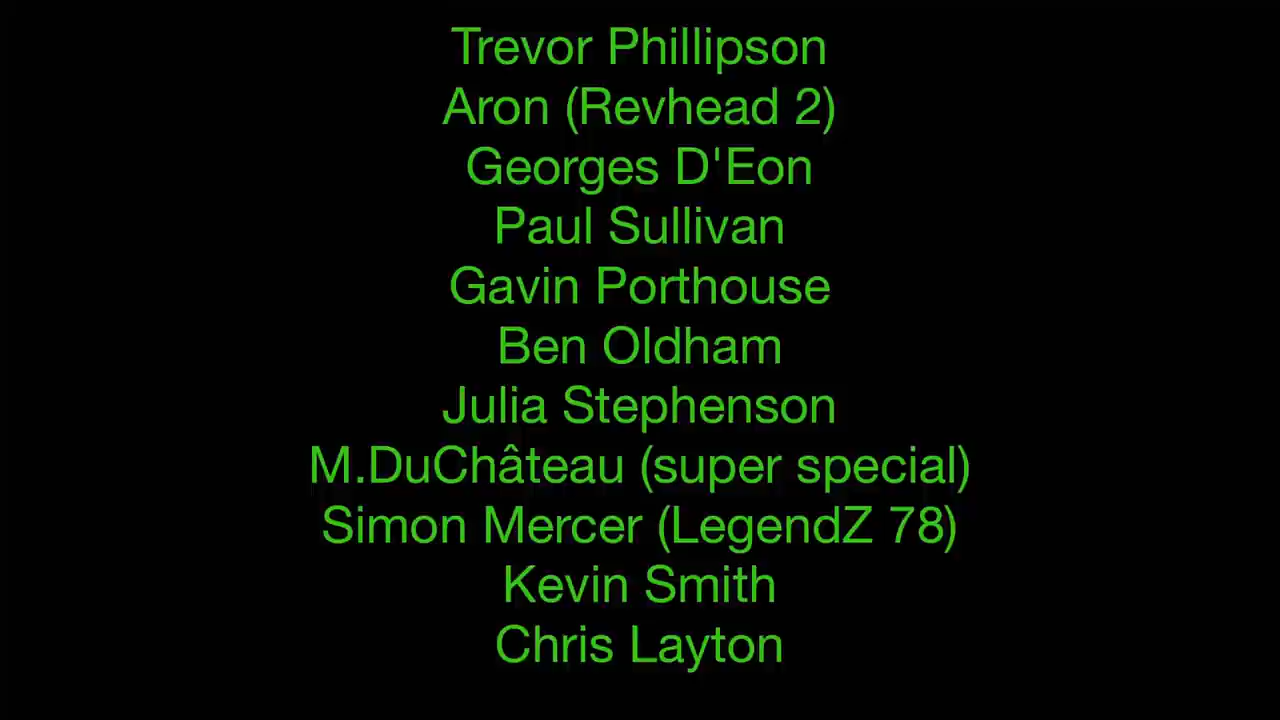 Trevor Phillipson
Aron (Revhead 2)
Georges D'Eon
Paul Sullivan
Gavin Porthouse
Ben Oldham
Julia Stephenson
M.DuChâteau (super special)
Simon Mercer (LegendZ 78)
Kevin Smith
Chris Layton